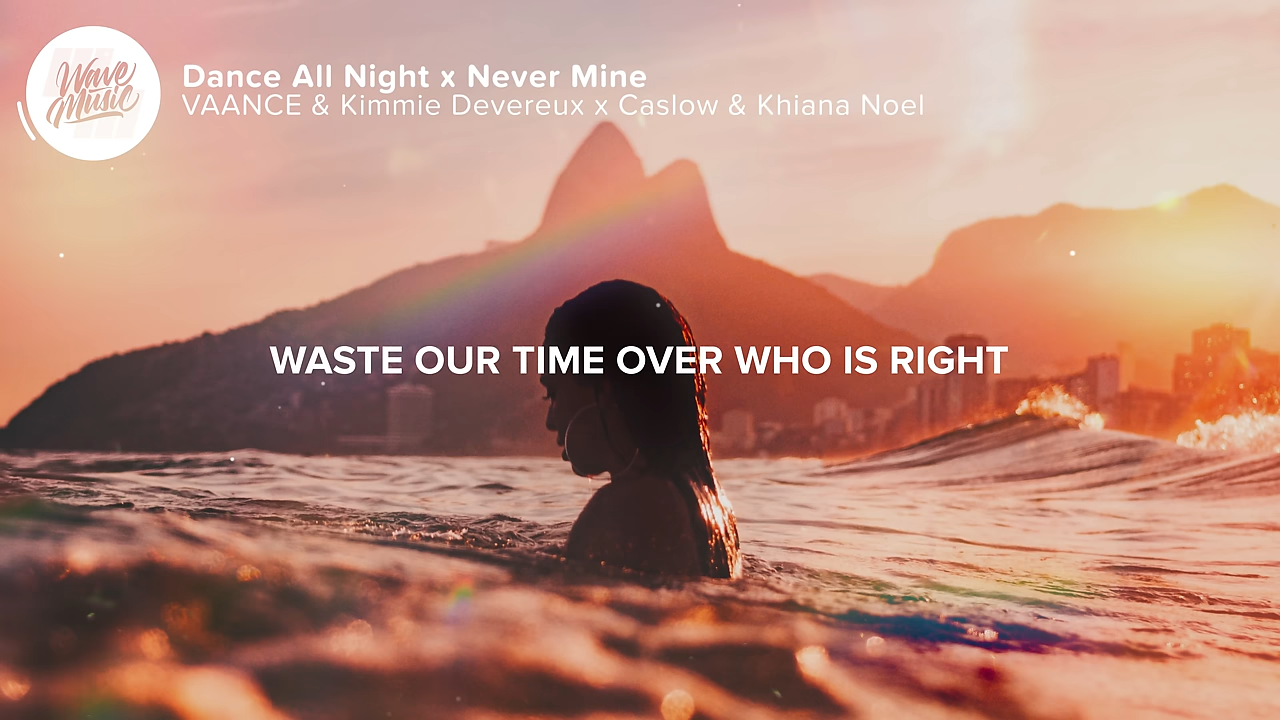 Wave
Music
Dance All Night x Never Mine
VAANCE & Kimmie Devereux x Caslow & Khiana Noel
WASTE OUR TIME OVER WHO IS RIGHT